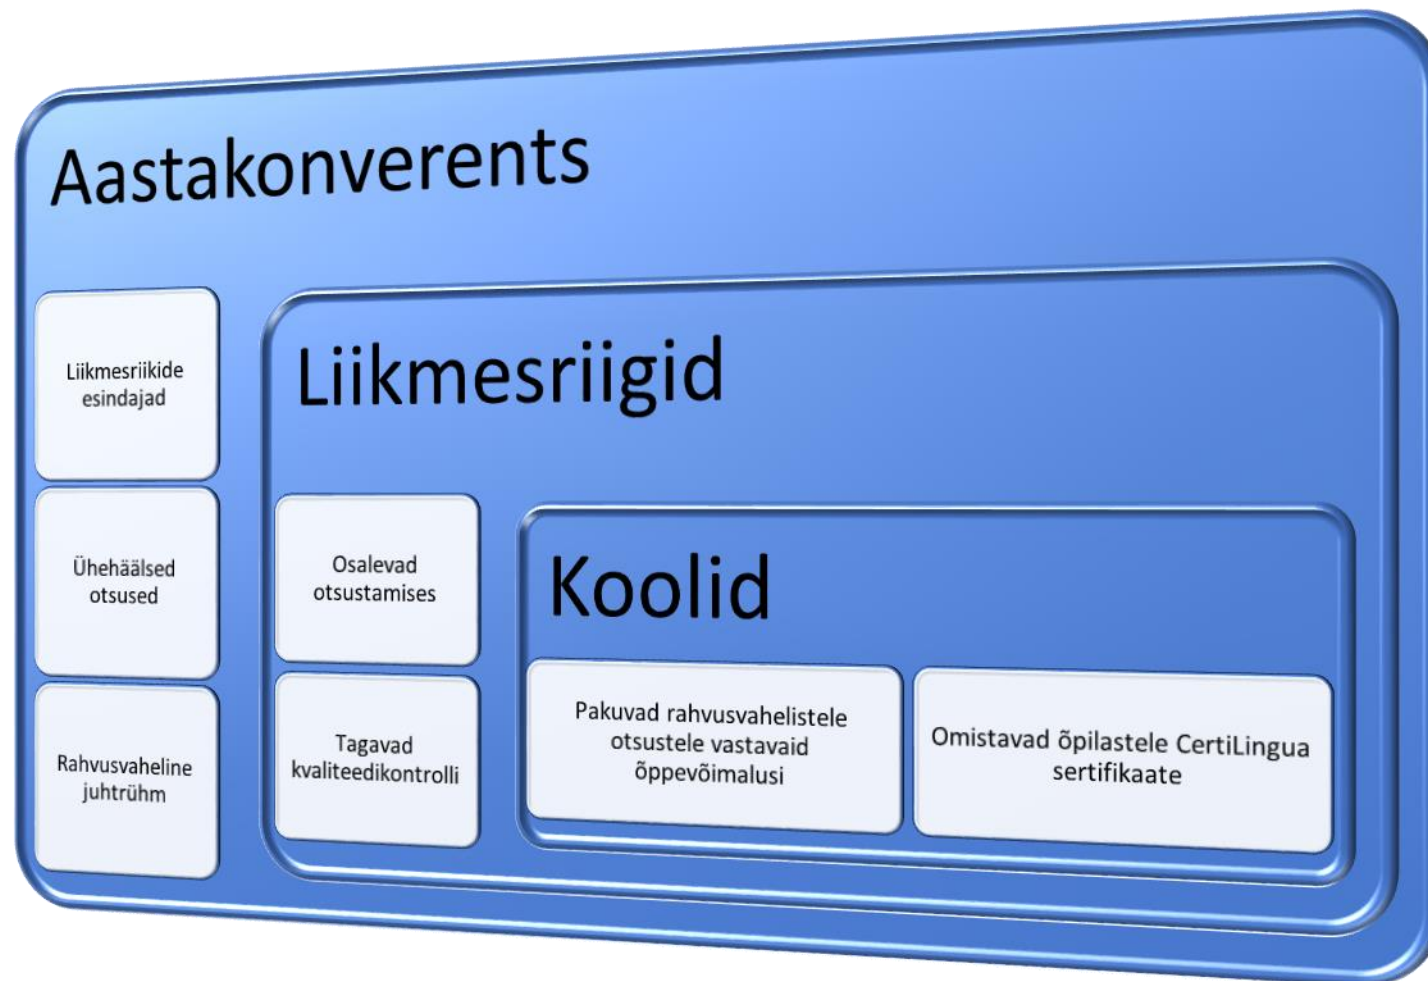 Aastakonverents
Liikmesriikide
esindajad
Ühehäälsed
otsused
Rahvusvaheline
juhtrühm
Liikmesriigid
Osalevad
otsustamises
Tagavad
kvaliteedikontrolli
Koolid
Pakuvad rahvusvahelistele
otsustele vastavaid
õppevõimalusi
Omistavad õpilastele CertiLingua
sertifikaate